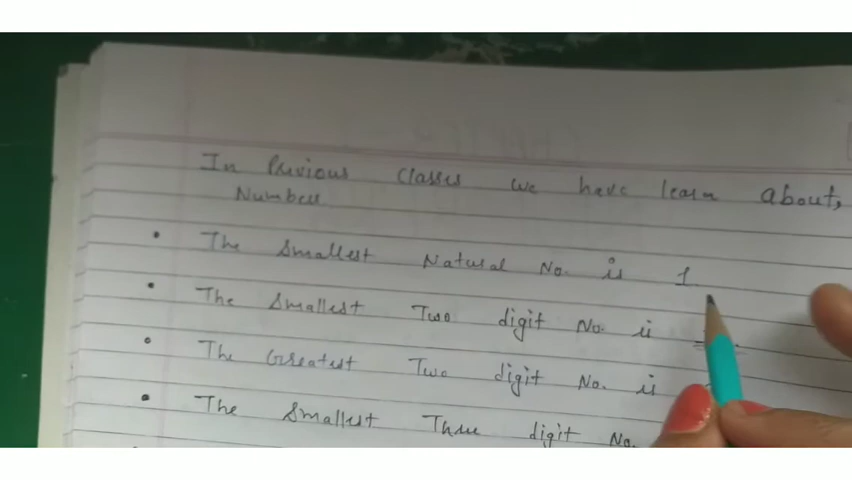 In Previous classes we have learn about,
Numbers
The Smallest Natural No. is 1
The Smallest Two digit No. is
The Greatest Two digit No. is
The Smallest Three digit No.